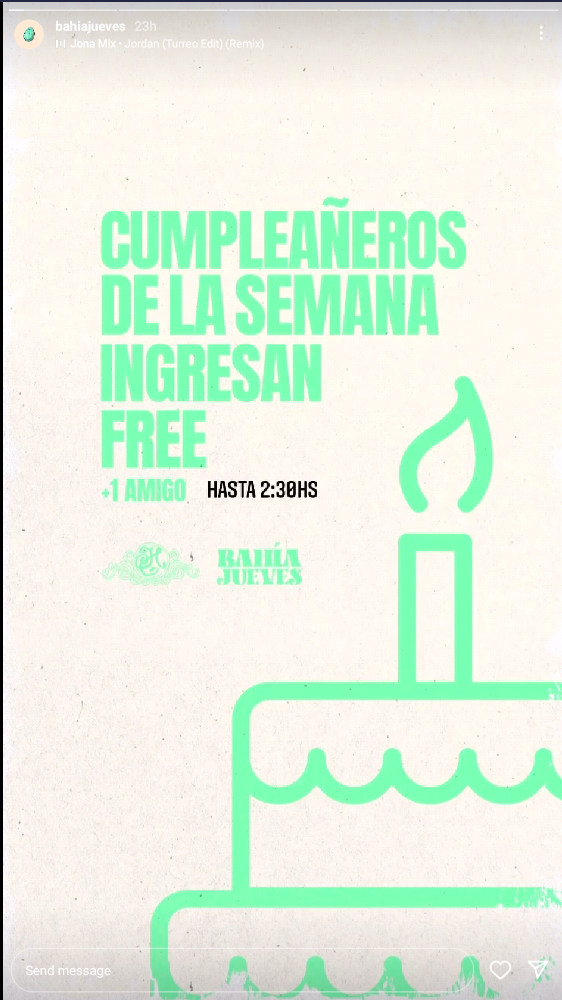 bahiajueves 23h
Jona Mix • Jordan (Turreo Edit) (Remix)
CUMPLEAÑEROS
DE LA SEMANA
INGRESAN
FREE
+1 AMIGO HASTA 2:30HS
BAHÍA
JUEVES
Send message